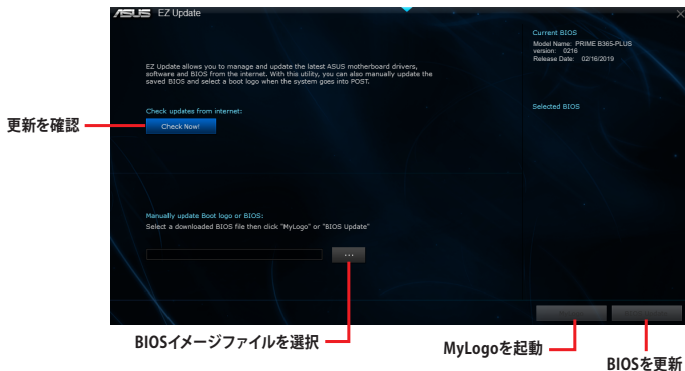 ASUS EZ Update
Current BIOS
Model Name: PRIME B365-PLUS
version: 0216
Release Date: 02/16/2019
EZ Update allows you to manage and update the latest ASUS motherboard drivers,
software and BIOS from the internet. With this utility, you can also manually update the
saved BIOS and select a boot logo when the system goes into POST.
Check updates from internet:
Selected BIOS
更新を確認
Check Now!
Manually update Boot logo or BIOS:
Select a downloaded BIOS file then click "MyLogo" or "BIOS Update"
...
BIOSイメージファイルを選択
MyLogoを起動
BIOSを更新